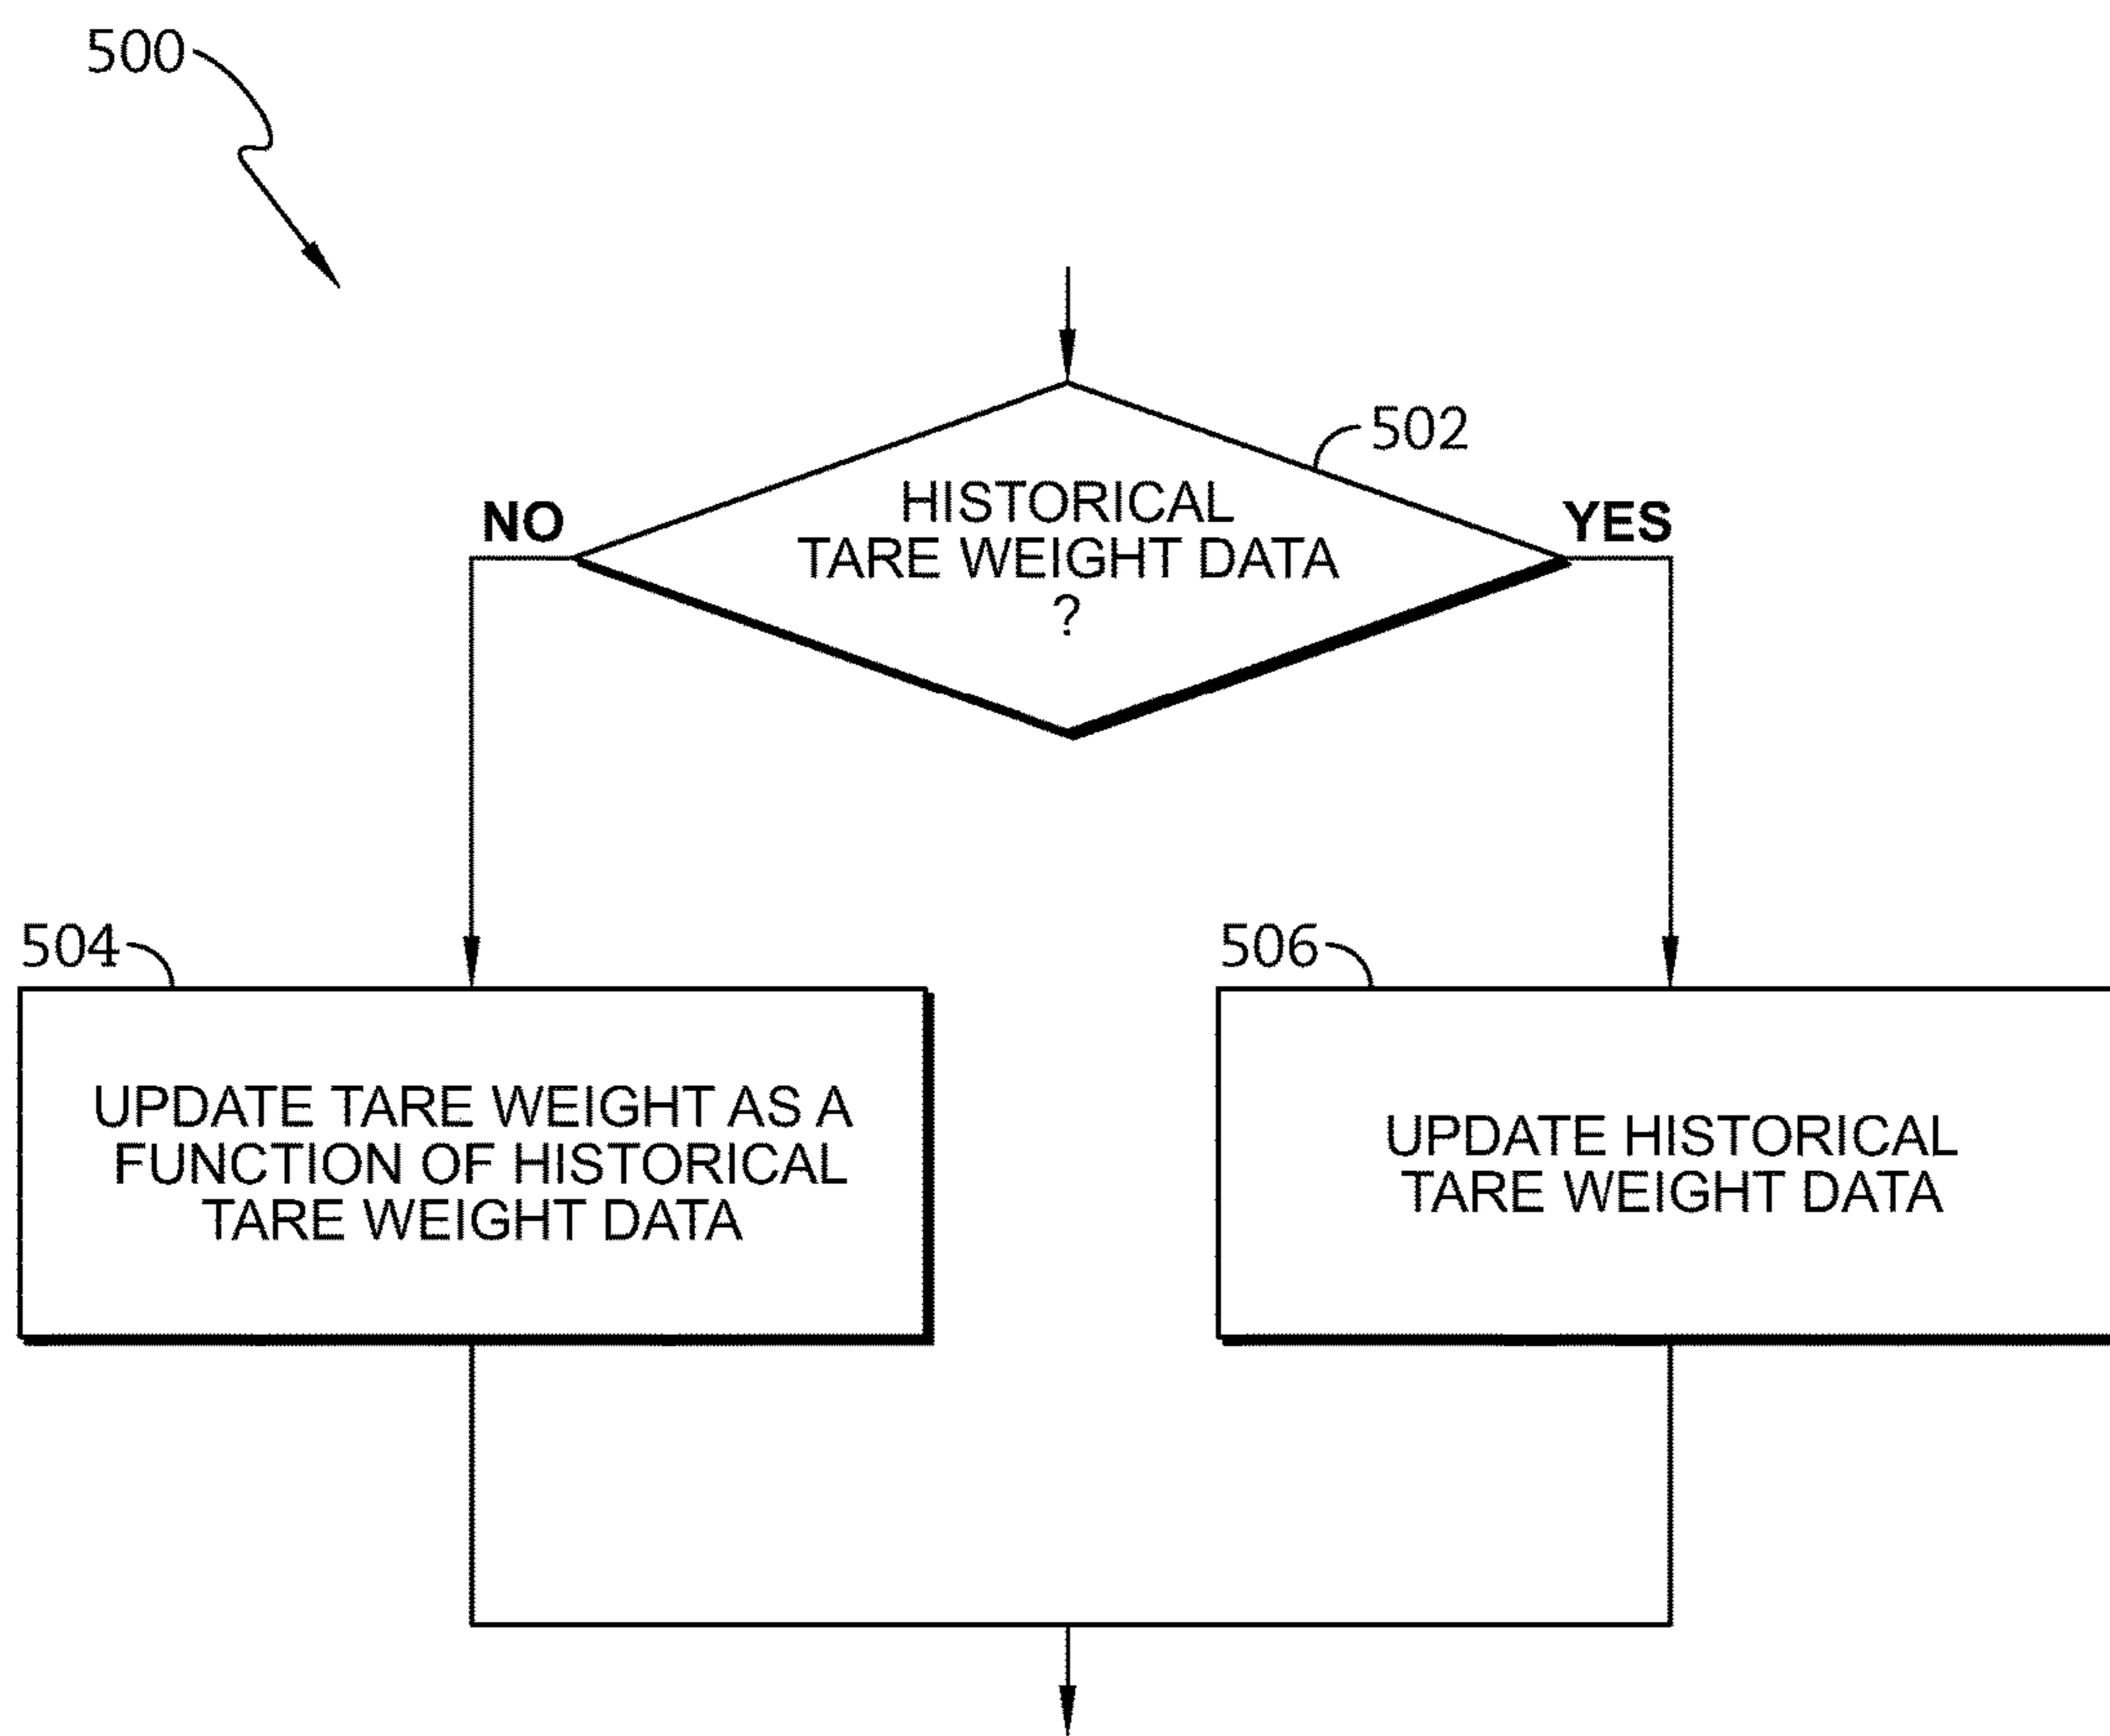 500
502
HISTORICAL
TARE WEIGHT DATA
?
NO
YES
504
506
UPDATE TARE WEIGHT AS A
FUNCTION OF HISTORICAL
TARE WEIGHT DATA
UPDATE HISTORICAL
TARE WEIGHT DATA